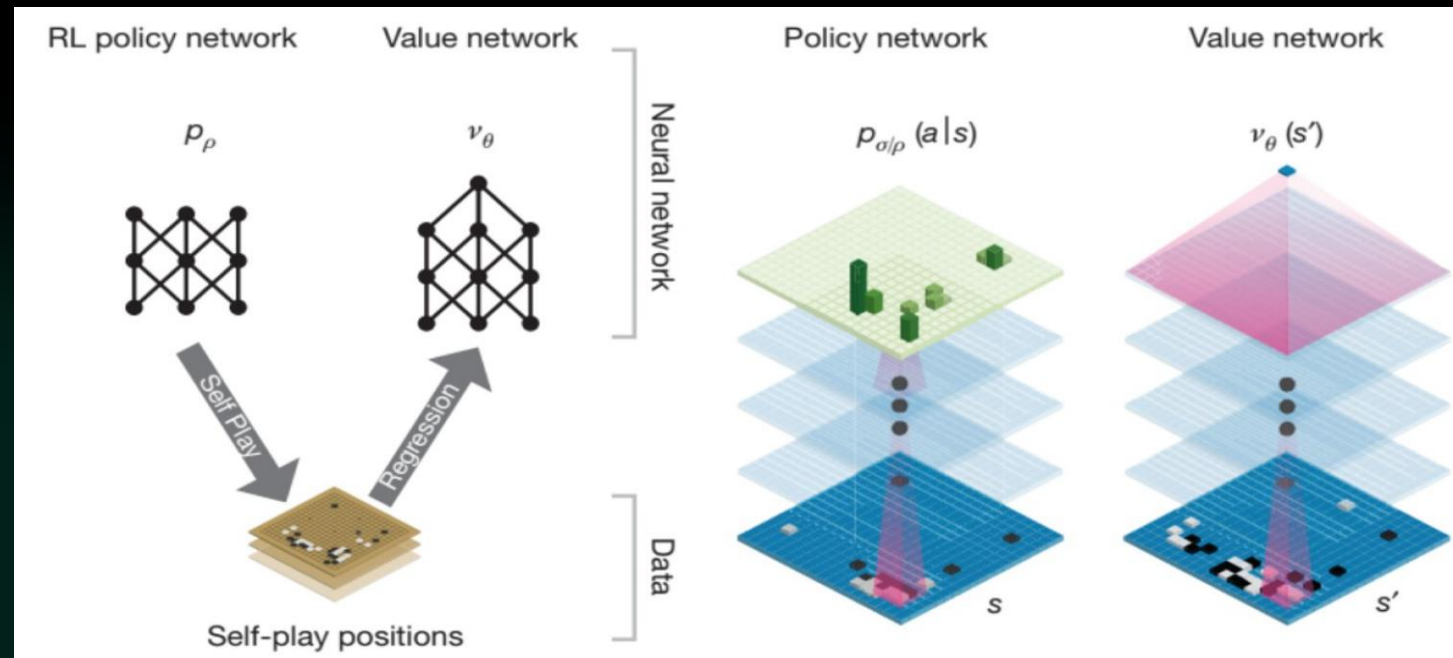 RL policy network
Value network
Policy network
Value network
p_ρ
ν_θ
p_σ/ρ (a|s)
ν_θ (s′)
Neural network
Self Play
Regression
Data
s
s′
Self-play positions